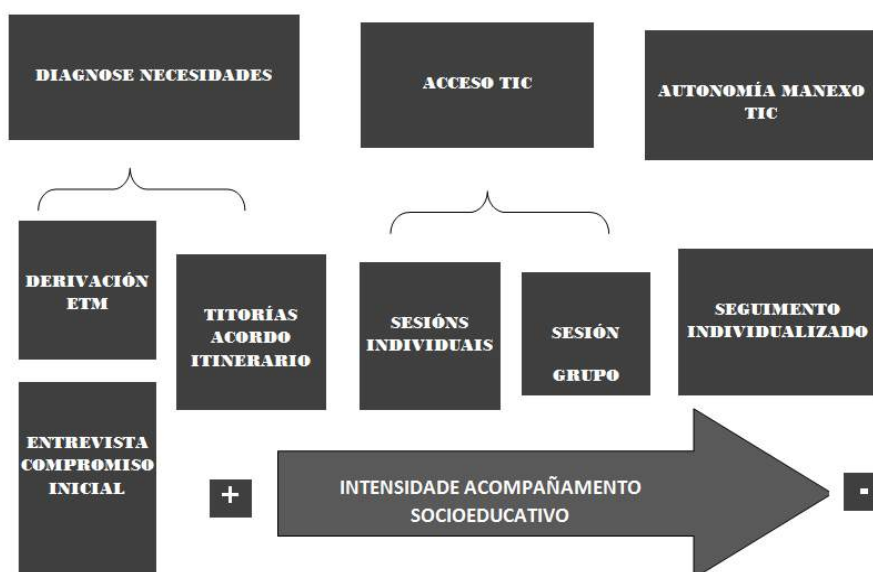 DIAGNOSE NECESIDADES
ACCESO TIC
AUTONOMÍA MANEXO
TIC
DERIVACIÓN
ETM
TITORÍAS
ACORDO
ITINERARIO
SESIÓNS
INDIVIDUAIS
SESIÓN
GRUPO
SEGUIMENTO
INDIVIDUALIZADO
ENTREVISTA
COMPROMISO
INICIAL
+
INTENSIDADE ACOMPAÑAMENTO
SOCIOEDUCATIVO
-